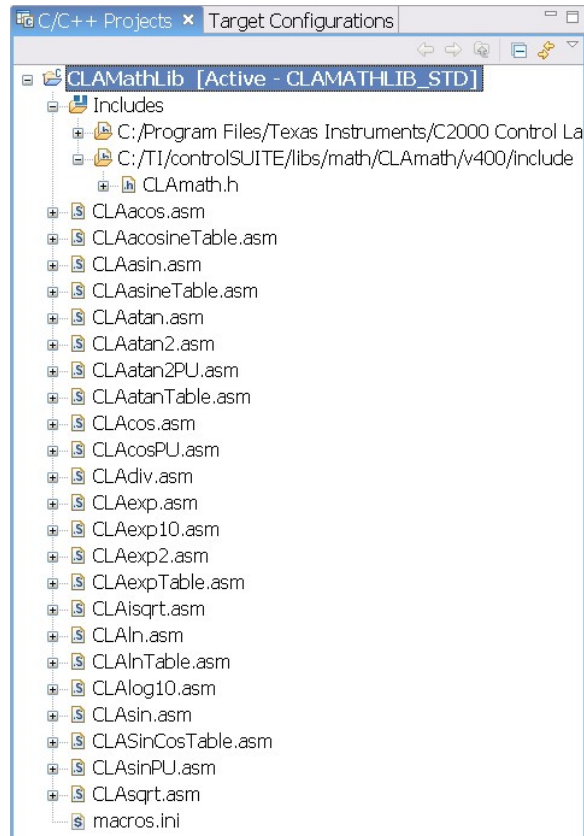 C/C++ Projects Target Configurations
CLAMathLib [Active - CLAMATHLIB_STD]
Includes
C:/Program Files/Texas Instruments/C2000 Control La
C:/TI/controlSUITE/libs/math/CLAmath/v400/include
CLAmath.h
CLAacos.asm
CLAacosineTable.asm
CLAasin.asm
CLAasineTable.asm
CLAatan.asm
CLAatan2.asm
CLAatan2PU.asm
CLAatanTable.asm
CLAcos.asm
CLAcosPU.asm
CLAdiv.asm
CLAexp.asm
CLAexp10.asm
CLAexp2.asm
CLAexpTable.asm
CLAisqrt.asm
CLAln.asm
CLAlnTable.asm
CLAlog10.asm
CLAsin.asm
CLASinCosTable.asm
CLAsinPU.asm
CLAsqrt.asm
macros.ini